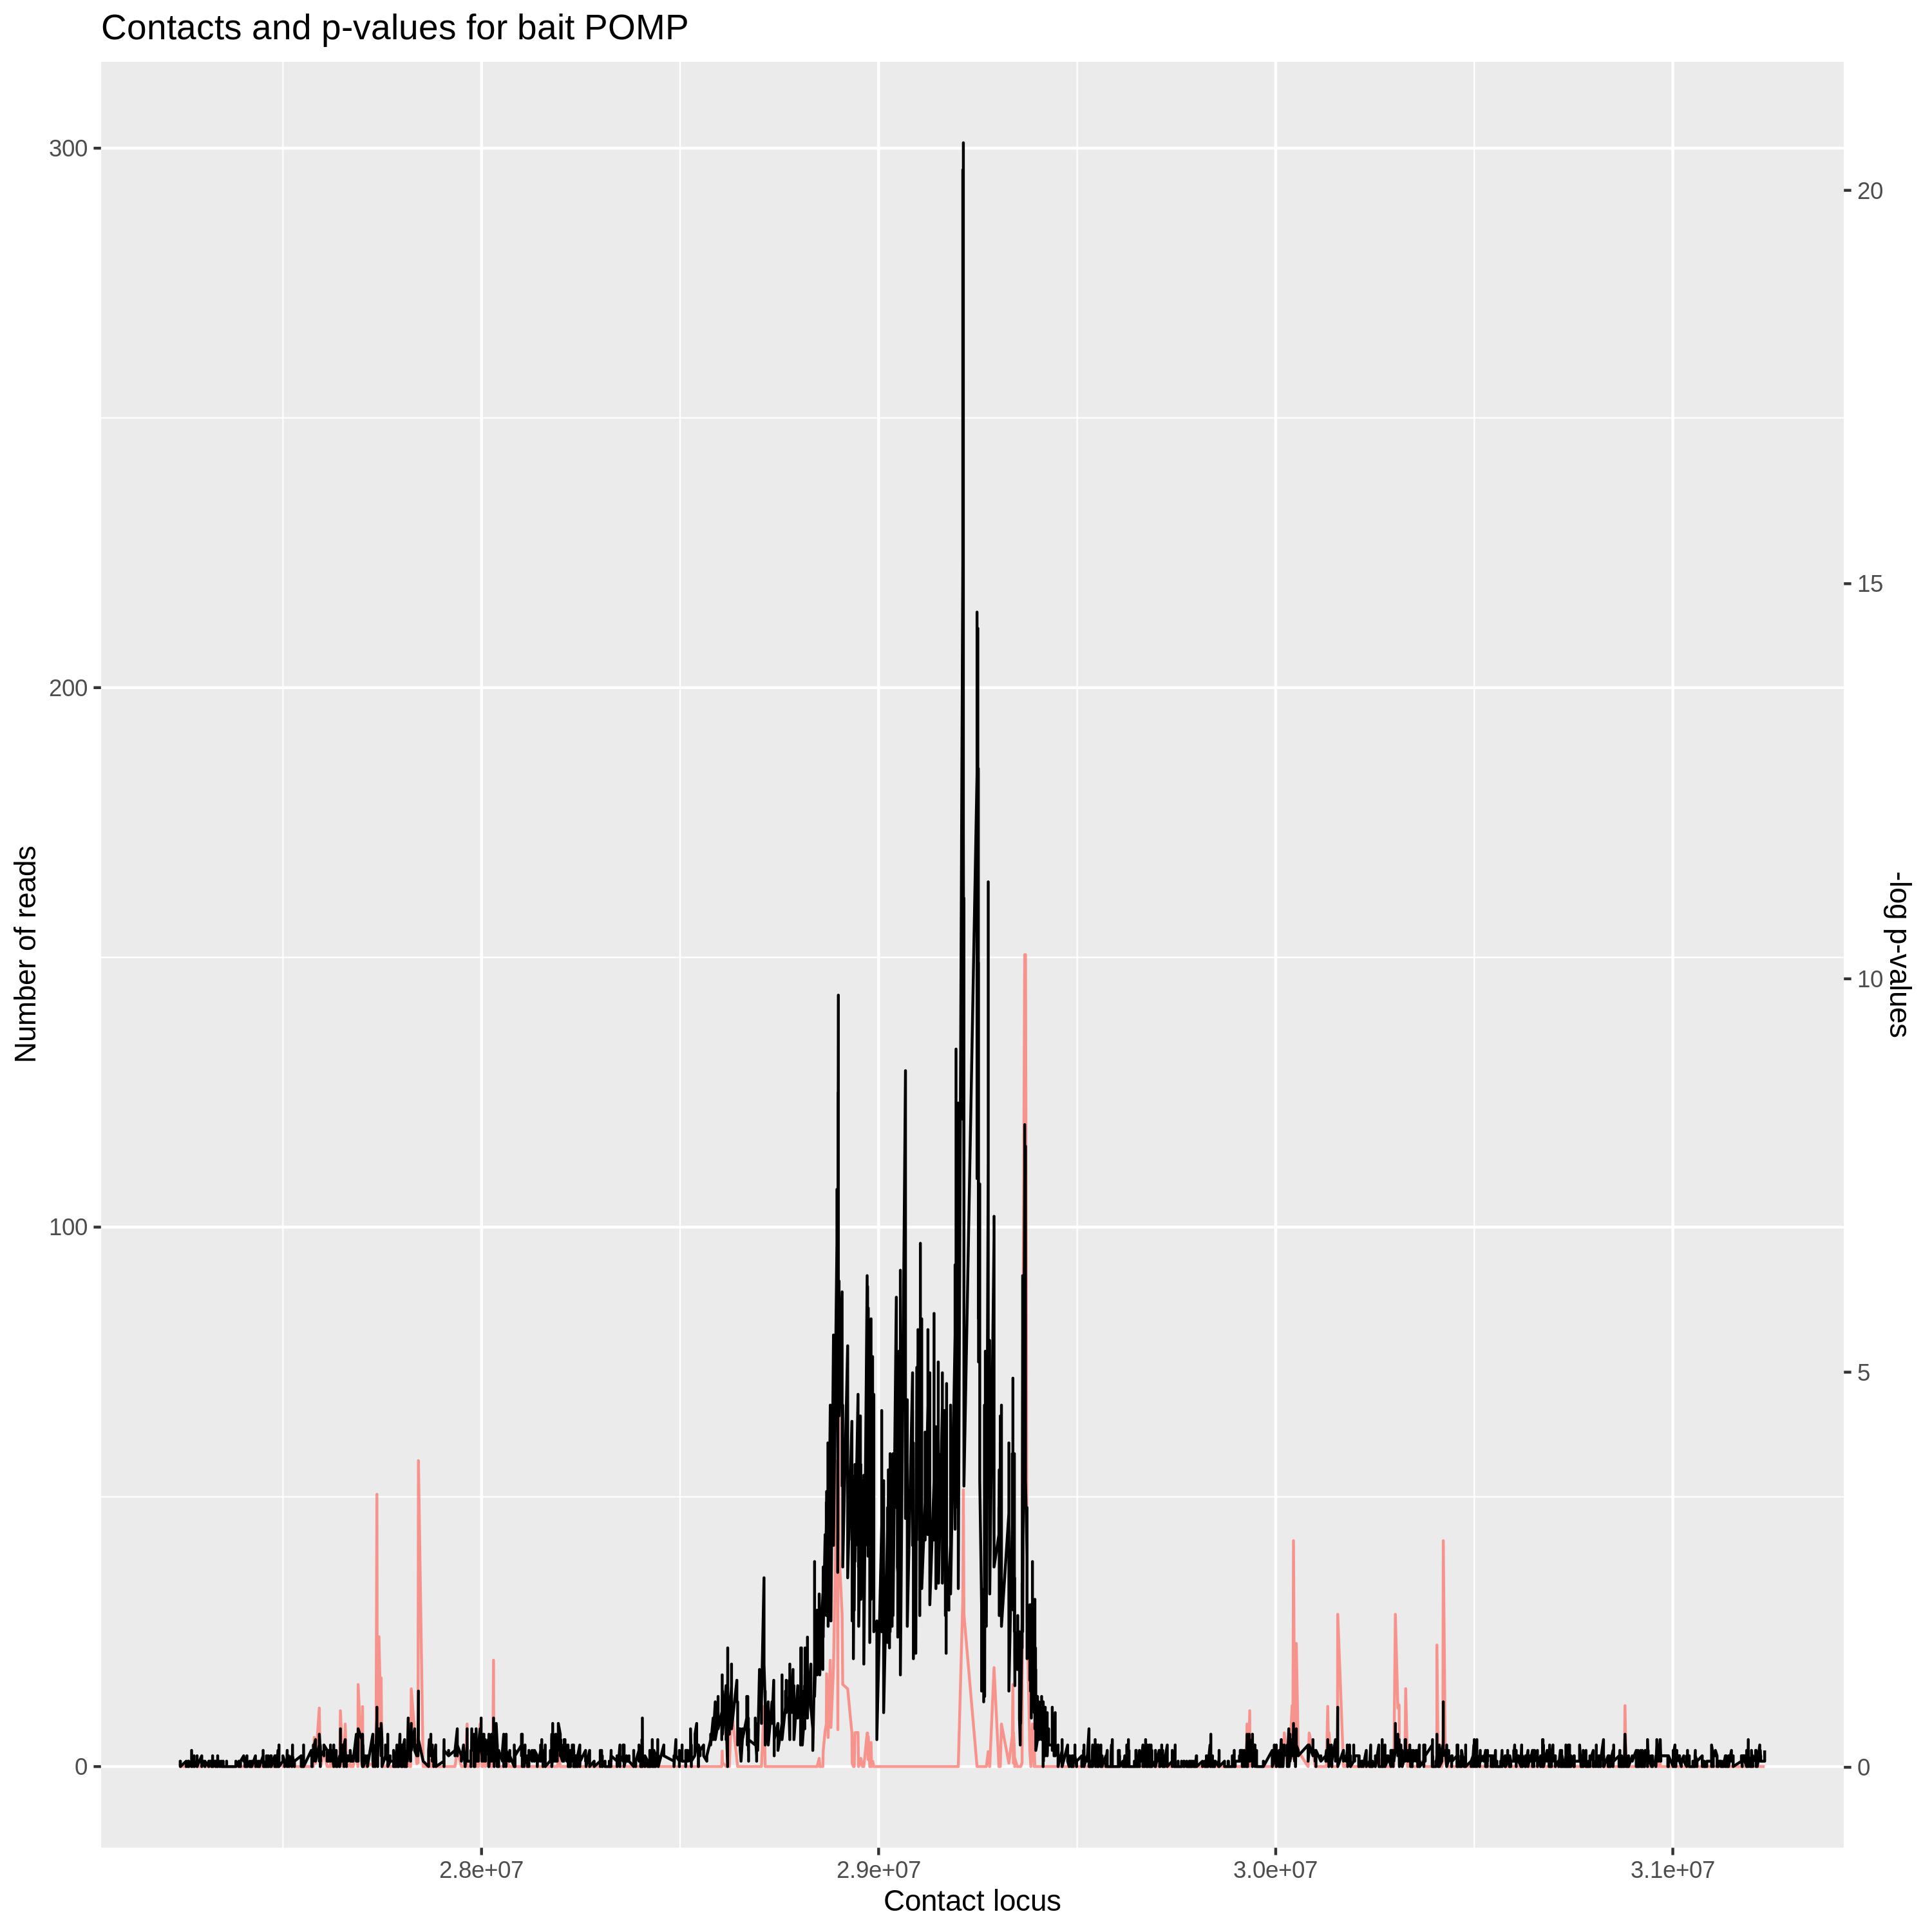 Contacts and p-values for bait POMP
300
200
100
0
Number of reads
20
15
10
5
0
-log p-values
2.8e+07
2.9e+07
3.0e+07
3.1e+07
Contact locus